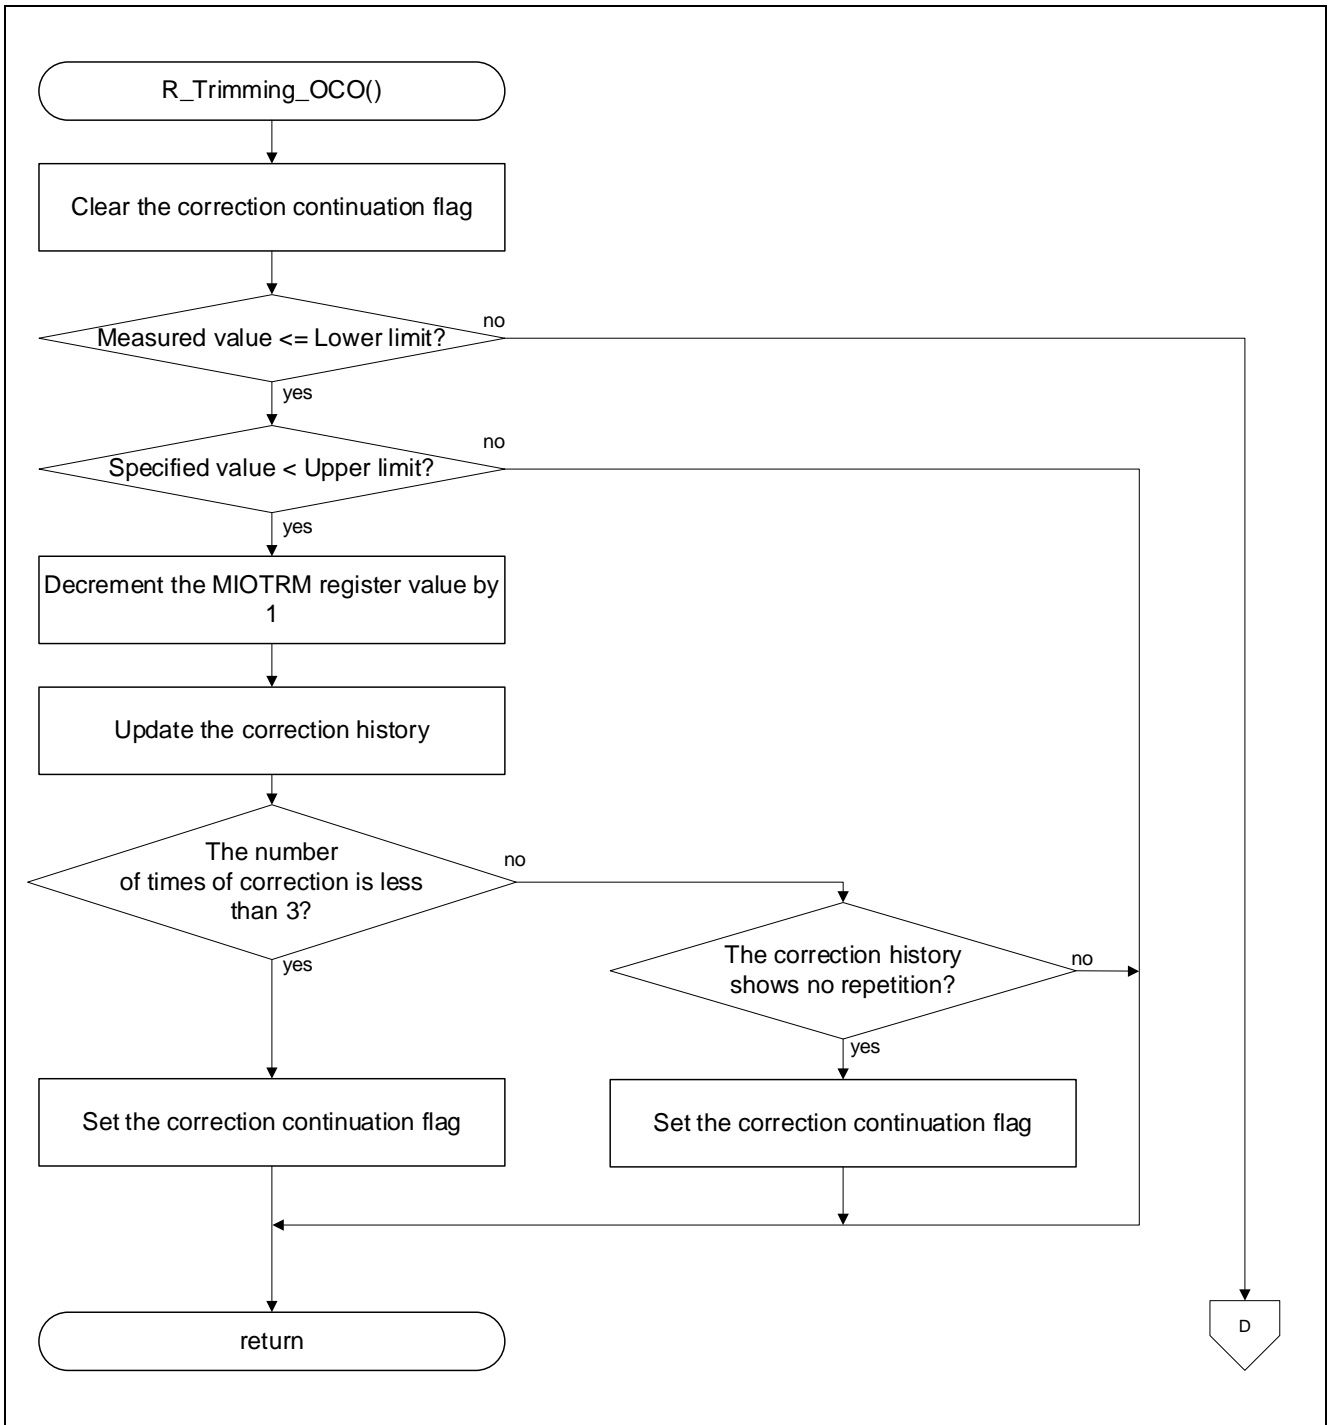 R_Trimming_OCO()
Clear the correction continuation flag
no
Measured value <= Lower limit?
yes
no
Specified value < Upper limit?
yes
Decrement the MIOTRM register value by
1
Update the correction history
The number
of times of correction is less
than 3?
no
yes
The correction history
shows no repetition?
no
yes
Set the correction continuation flag
Set the correction continuation flag
return
D